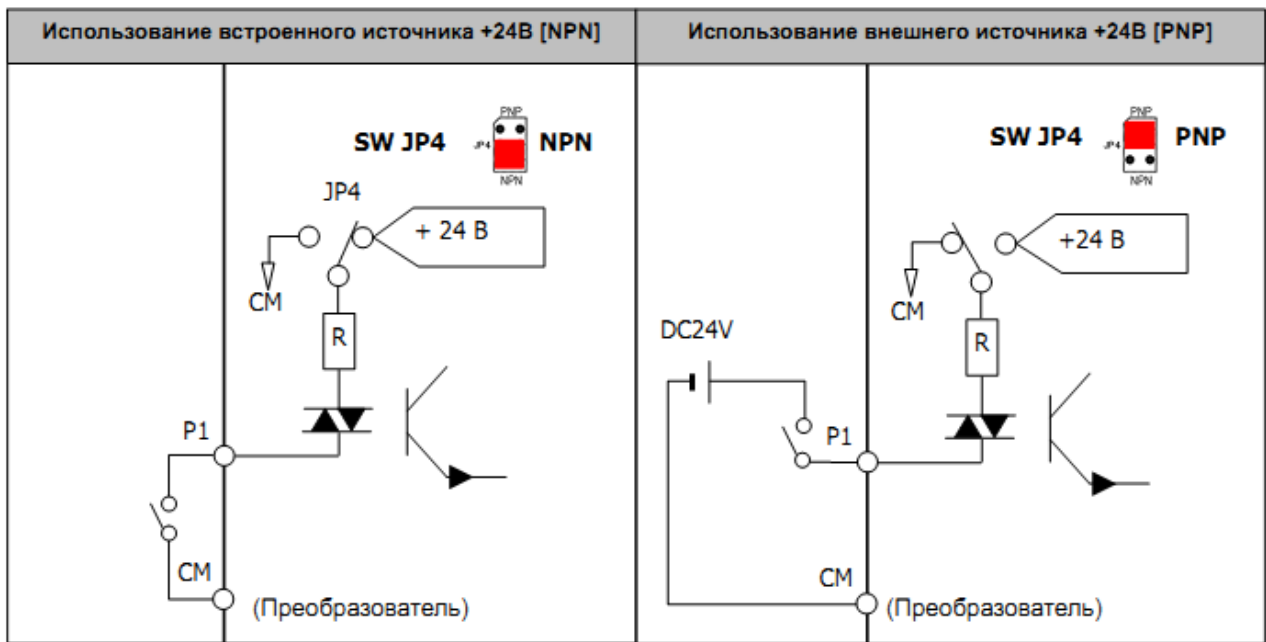 Использование встроенного источника +24В [NPN]
Использование внешнего источника +24В [PNP]
PNP
SW JP4
JP4
NPN
NPN
JP4
+ 24 В
CM
R
P1
CM
(Преобразователь)
PNP
SW JP4
JP4
PNP
NPN
+24 В
CM
DC24V
R
P1
CM
(Преобразователь)